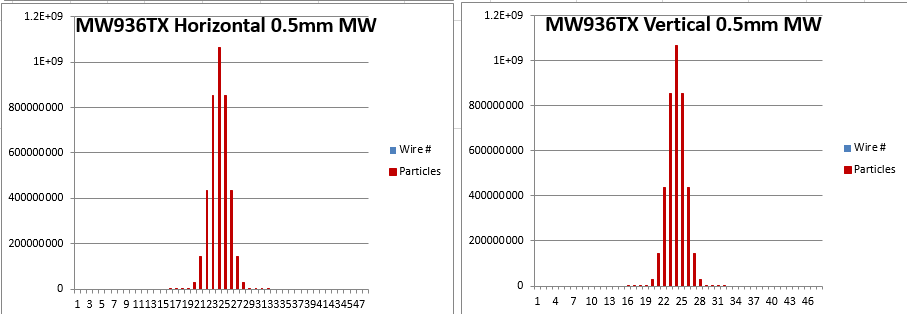 MW936TX Horizontal 0.5mm MW
1.2E+09
1E+09
800000000
600000000
400000000
200000000
0
1 3 5 7 9 11131517192123252729313335373941434547
Wire #
Particles
MW936TX Vertical 0.5mm MW
1.2E+09
1E+09
800000000
600000000
400000000
200000000
0
1 4 7 10 13 16 19 22 25 28 31 34 37 40 43 46
Wire #
Particles